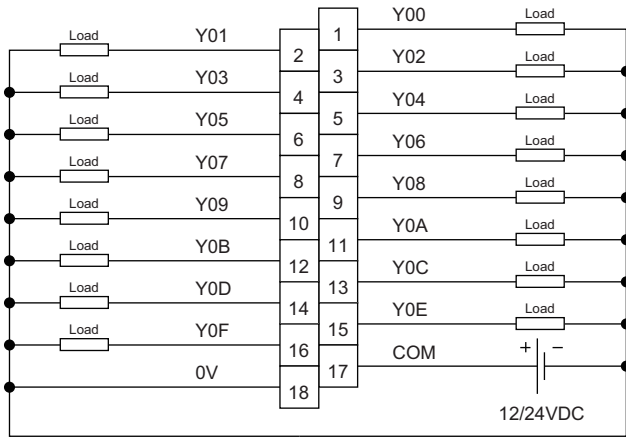 Y00 Load
Load Y01 1
2 Y02 Load
Load Y03 3
4 Y04 Load
Load Y05 5
6 Y06 Load
Load Y07 7
8 Y08 Load
Load Y09 9
10 Y0A Load
Load Y0B 11
12 Y0C Load
Load Y0D 13
14 Y0E Load
Load Y0F 15
16 COM + −
0V 17
18
12/24VDC